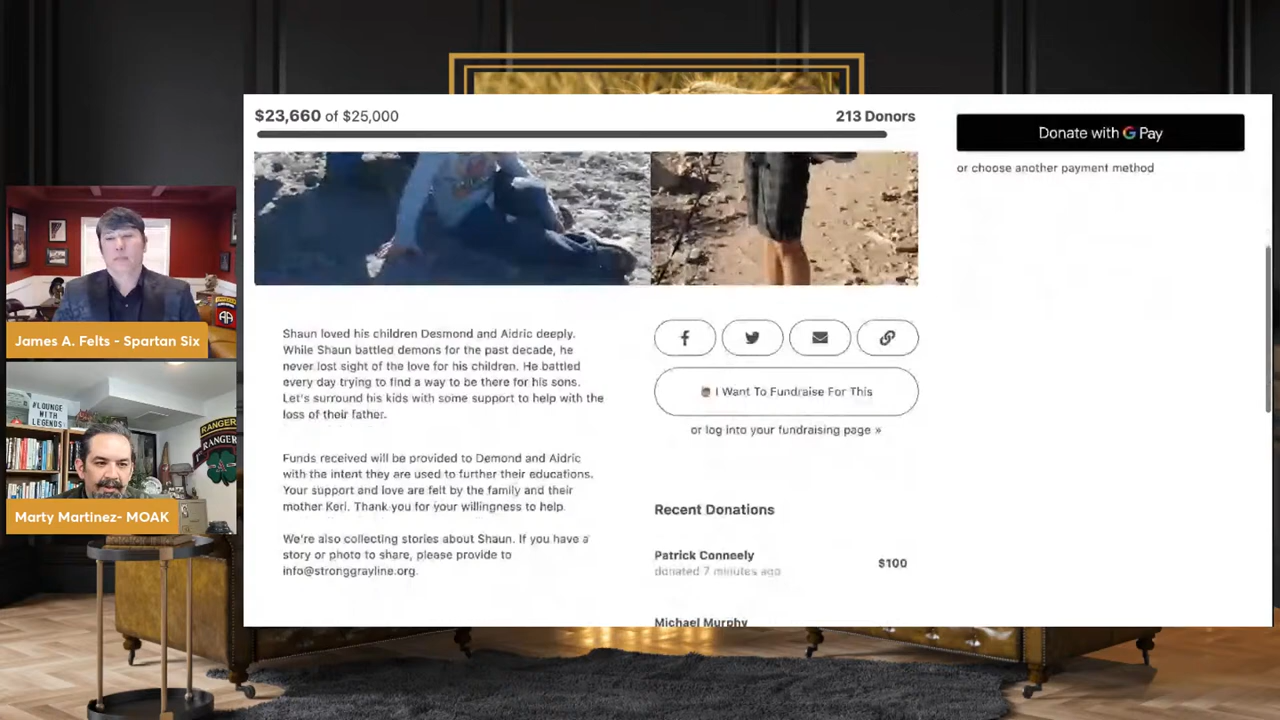 $23,660 of $25,000
213 Donors
Donate with G Pay
or choose another payment method
Shaun loved his children Desmond and Aidric deeply.
While Shaun battled demons for the past decade, he
never lost sight of the love for his children. He battled
every day trying to find a way to be there for his sons.
Let's surround his kids with some support to help with the
loss of their father.
Funds received will be provided to Demond and Aidric
with the intent they are used to further their educations.
Your support and love are felt by the family and their
mother Keri. Thank you for your willingness to help.
We're also collecting stories about Shaun. If you have a
story or photo to share, please provide to
info@stronggrayline.org.
I Want To Fundraise For This
or log into your fundraising page »
Recent Donations
Patrick Conneely
donated 7 minutes ago
$100
Michael Murphy
James A. Felts - Spartan Six
AA
#LOUNGE
WITH
LEGENDS
RANGER
RANGER
Marty Martinez- MOAK